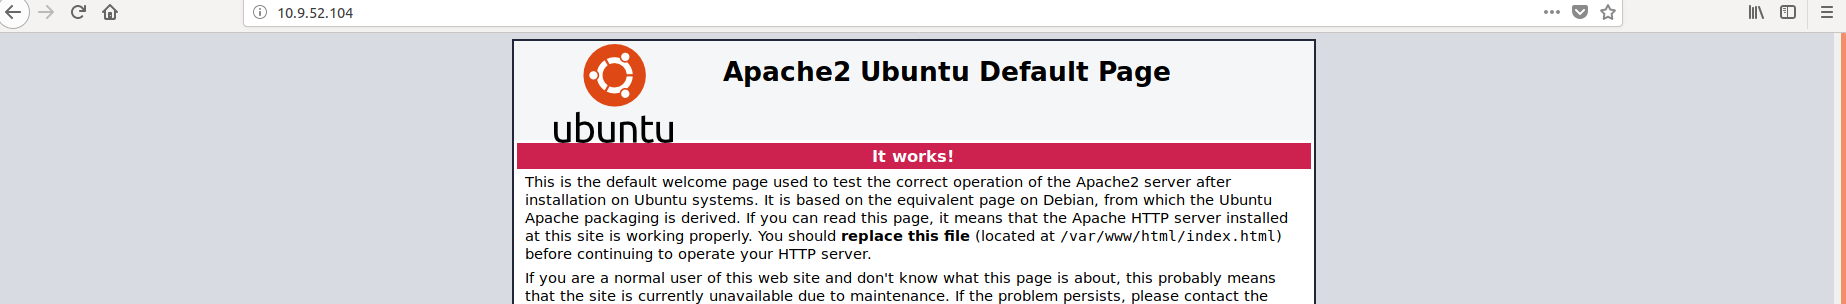 10.9.52.104
ubuntu
Apache2 Ubuntu Default Page
It works!
This is the default welcome page used to test the correct operation of the Apache2 server after
installation on Ubuntu systems. It is based on the equivalent page on Debian, from which the Ubuntu
Apache packaging is derived. If you can read this page, it means that the Apache HTTP server installed
at this site is working properly. You should replace this file (located at /var/www/html/index.html)
before continuing to operate your HTTP server.
If you are a normal user of this web site and don't know what this page is about, this probably means
that the site is currently unavailable due to maintenance. If the problem persists, please contact the